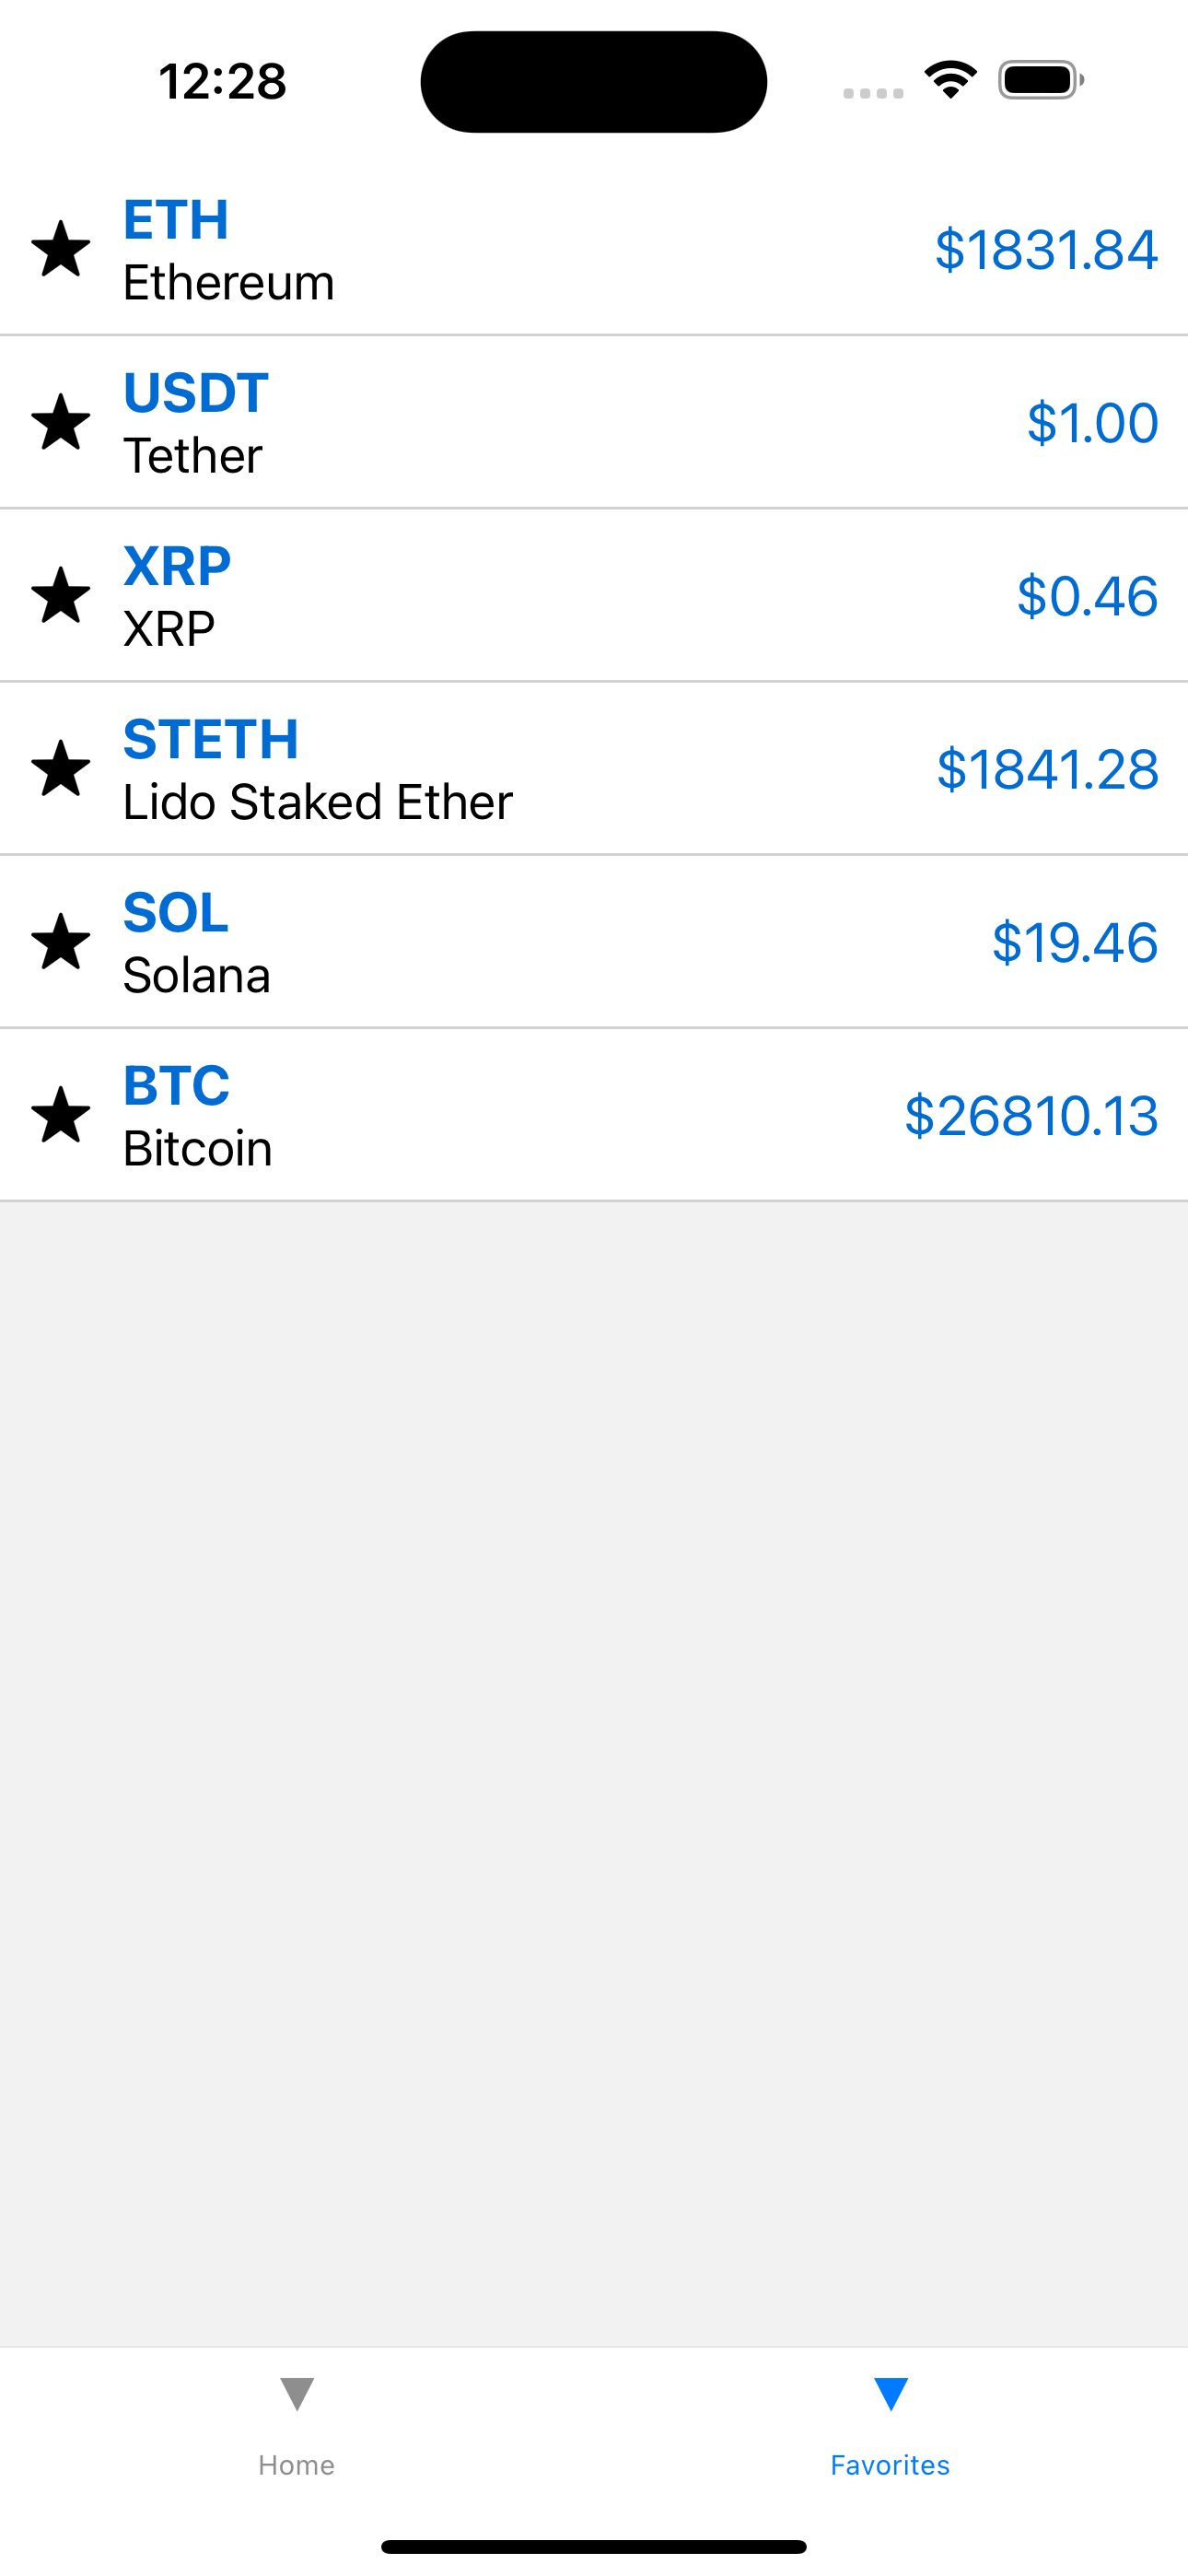 12:28
ETH
Ethereum
$1831.84
USDT
Tether
$1.00
XRP
XRP
$0.46
STETH
Lido Staked Ether
$1841.28
SOL
Solana
$19.46
BTC
Bitcoin
$26810.13
Home
Favorites